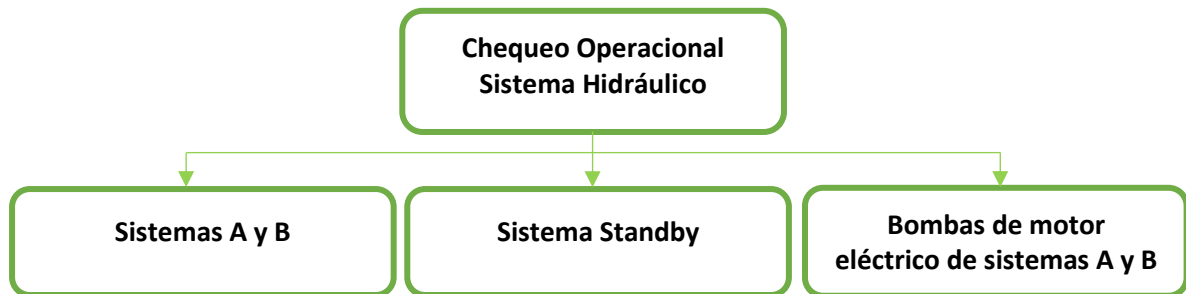 Chequeo Operacional
Sistema Hidráulico
Sistemas A y B
Sistema Standby
Bombas de motor
eléctrico de sistemas A y B